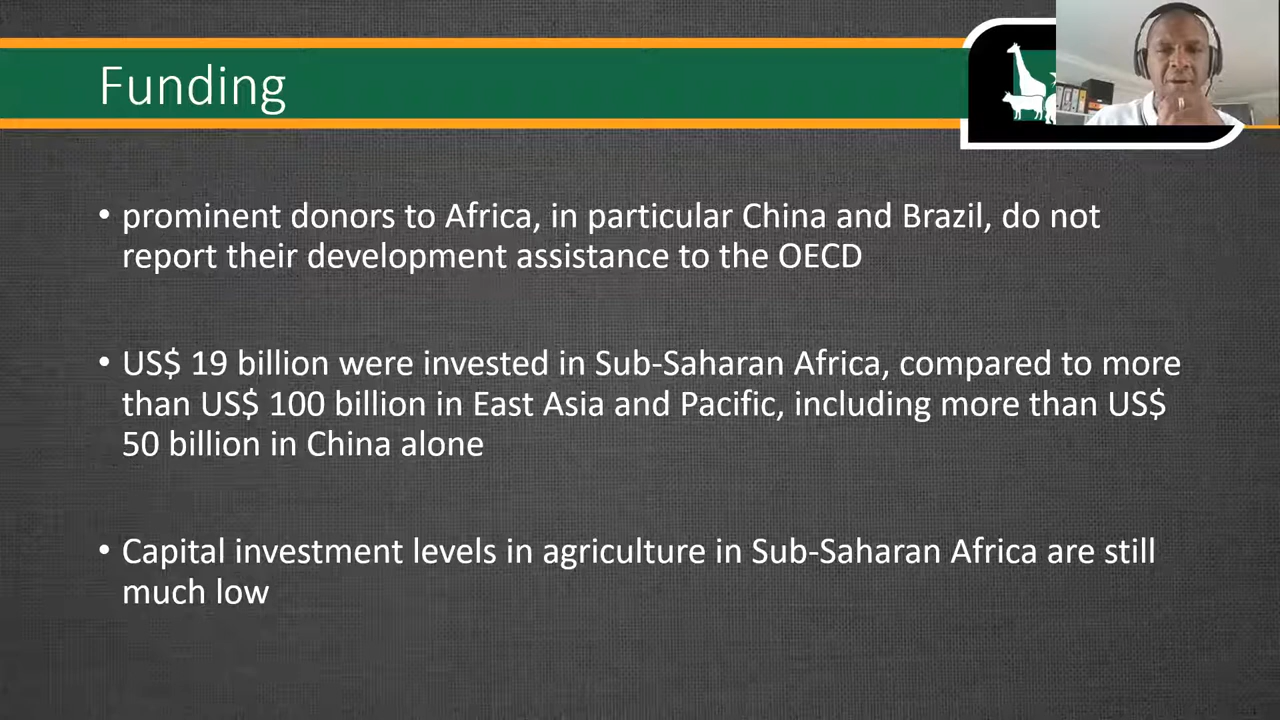 Funding
• prominent donors to Africa, in particular China and Brazil, do not
report their development assistance to the OECD
• US$ 19 billion were invested in Sub-Saharan Africa, compared to more
than US$ 100 billion in East Asia and Pacific, including more than US$
50 billion in China alone
• Capital investment levels in agriculture in Sub-Saharan Africa are still
much low